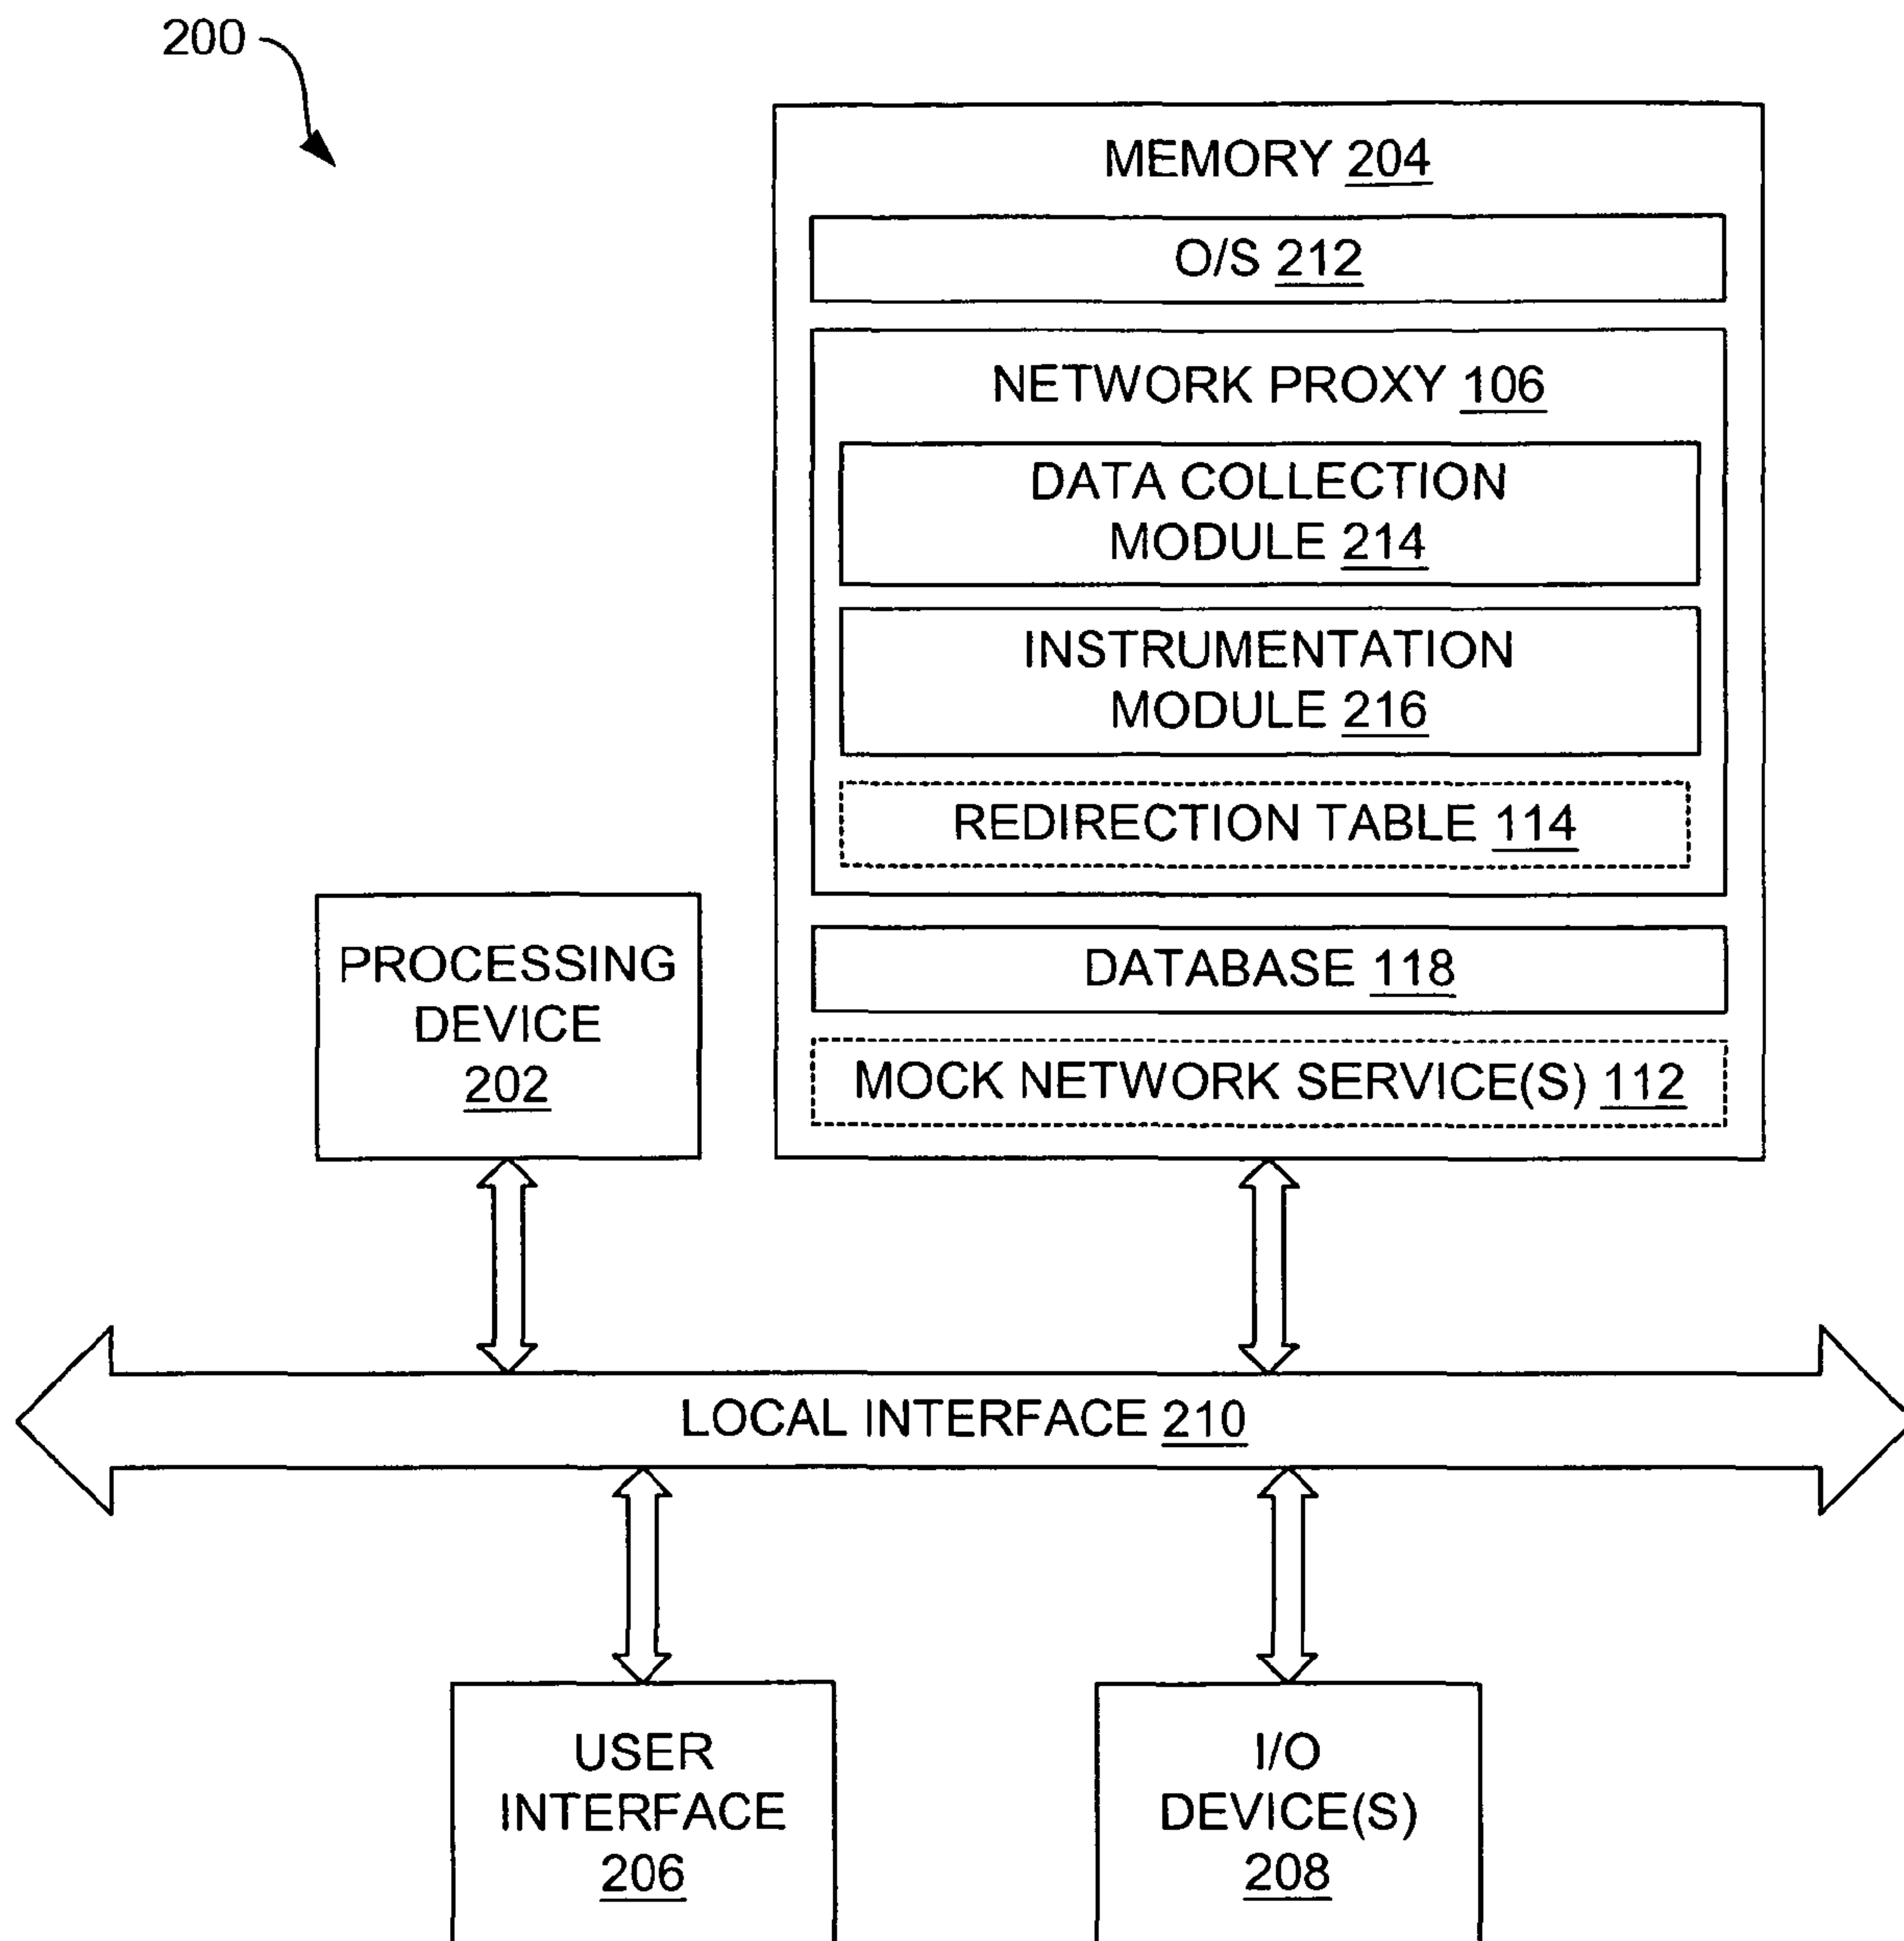 200
MEMORY 204
O/S 212
NETWORK PROXY 106
DATA COLLECTION
MODULE 214
INSTRUMENTATION
MODULE 216
REDIRECTION TABLE 114
DATABASE 118
MOCK NETWORK SERVICE(S) 112
PROCESSING
DEVICE
202
LOCAL INTERFACE 210
USER
INTERFACE
206
I/O
DEVICE(S)
208